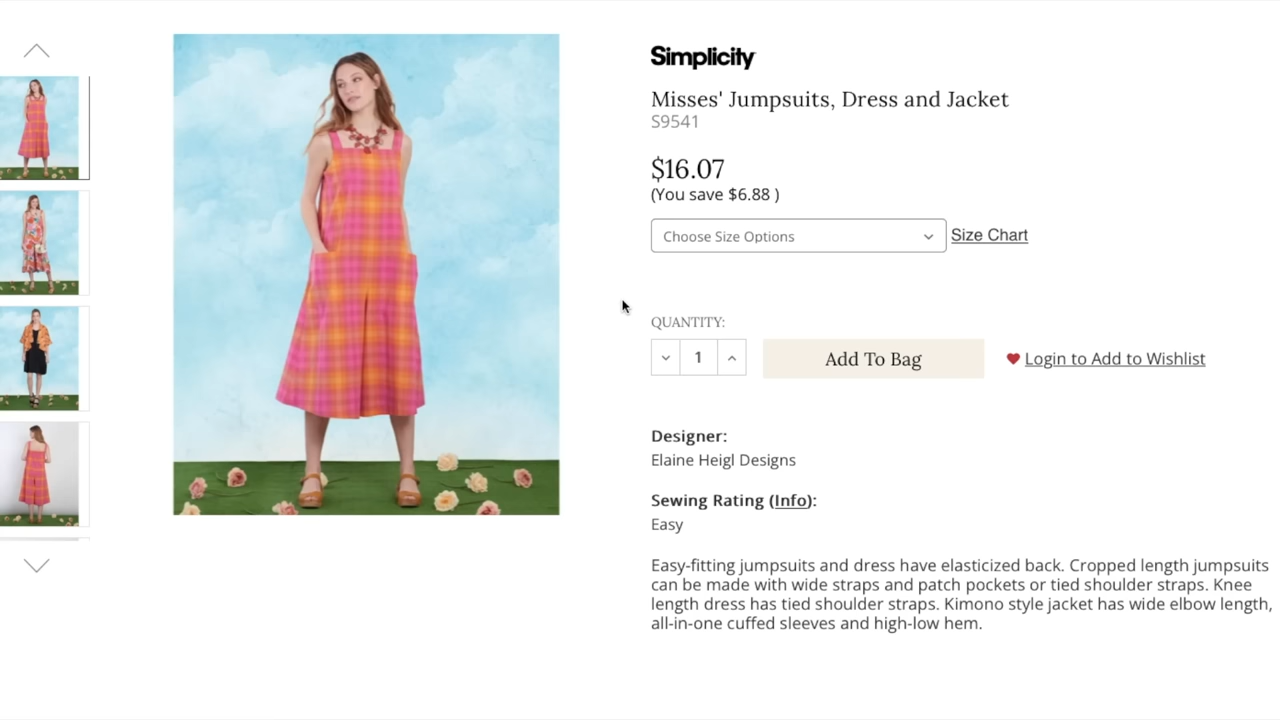 Simplicity
Misses' Jumpsuits, Dress and Jacket
S9541
$16.07
(You save $6.88 )
Choose Size Options
Size Chart
QUANTITY:
1
Add To Bag
Login to Add to Wishlist
Designer:
Elaine Heigl Designs
Sewing Rating (Info):
Easy
Easy-fitting jumpsuits and dress have elasticized back. Cropped length jumpsuits
can be made with wide straps and patch pockets or tied shoulder straps. Knee
length dress has tied shoulder straps. Kimono style jacket has wide elbow length,
all-in-one cuffed sleeves and high-low hem.